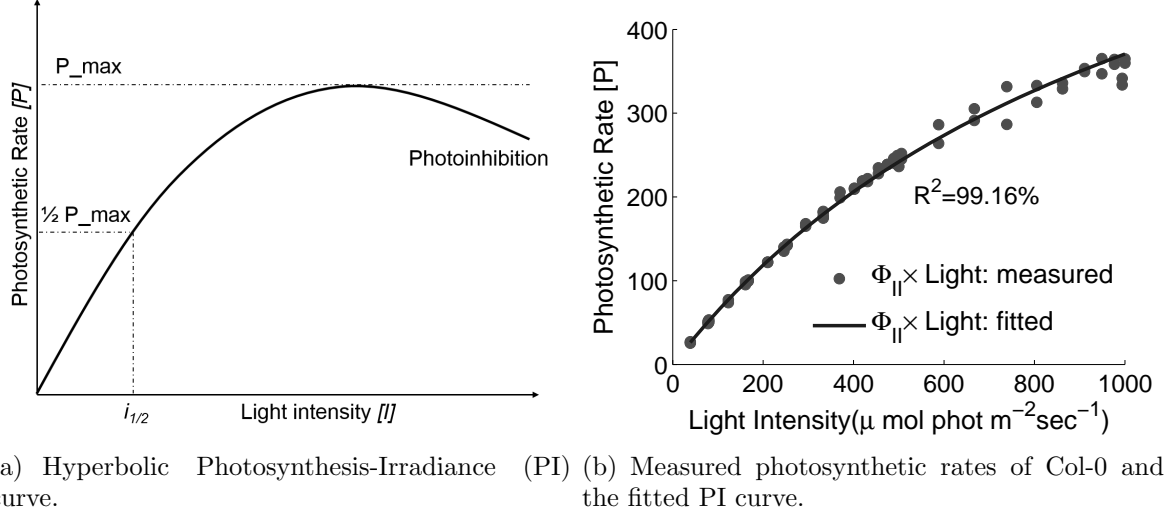 P_max
Photoinhibition
½ P_max
Photosynthetic Rate [P]
i1/2
Light intensity [I]
400
300
200
100
0
Photosynthetic Rate [P]
R²=99.16%
Φ_II× Light: measured
Φ_II× Light: fitted
0 200 400 600 800 1000
Light Intensity(μ mol phot m⁻²sec⁻¹)
a) Hyperbolic Photosynthesis-Irradiance (PI)
curve.
(b) Measured photosynthetic rates of Col-0 and
the fitted PI curve.